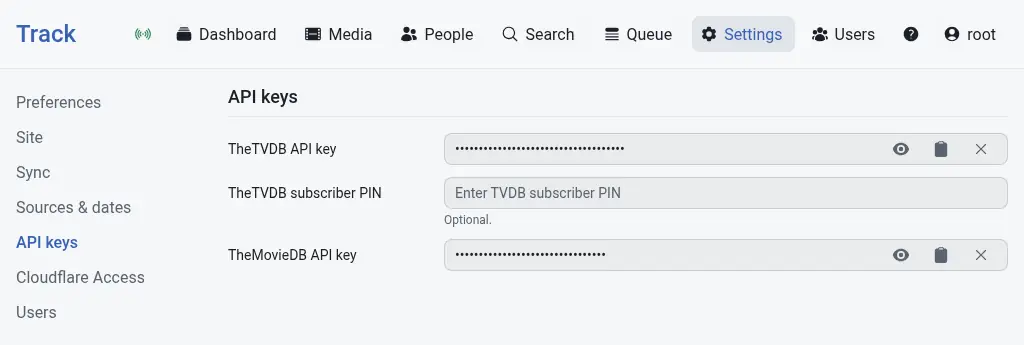 Track Dashboard Media People Search Queue Settings Users ? root
Preferences
Site
Sync
Sources & dates
API keys
Cloudflare Access
Users
API keys
TheTVDB API key ••••••••••••••••••••••••••••••••••••
TheTVDB subscriber PIN Enter TVDB subscriber PIN
Optional.
TheMovieDB API key ••••••••••••••••••••••••••••••••